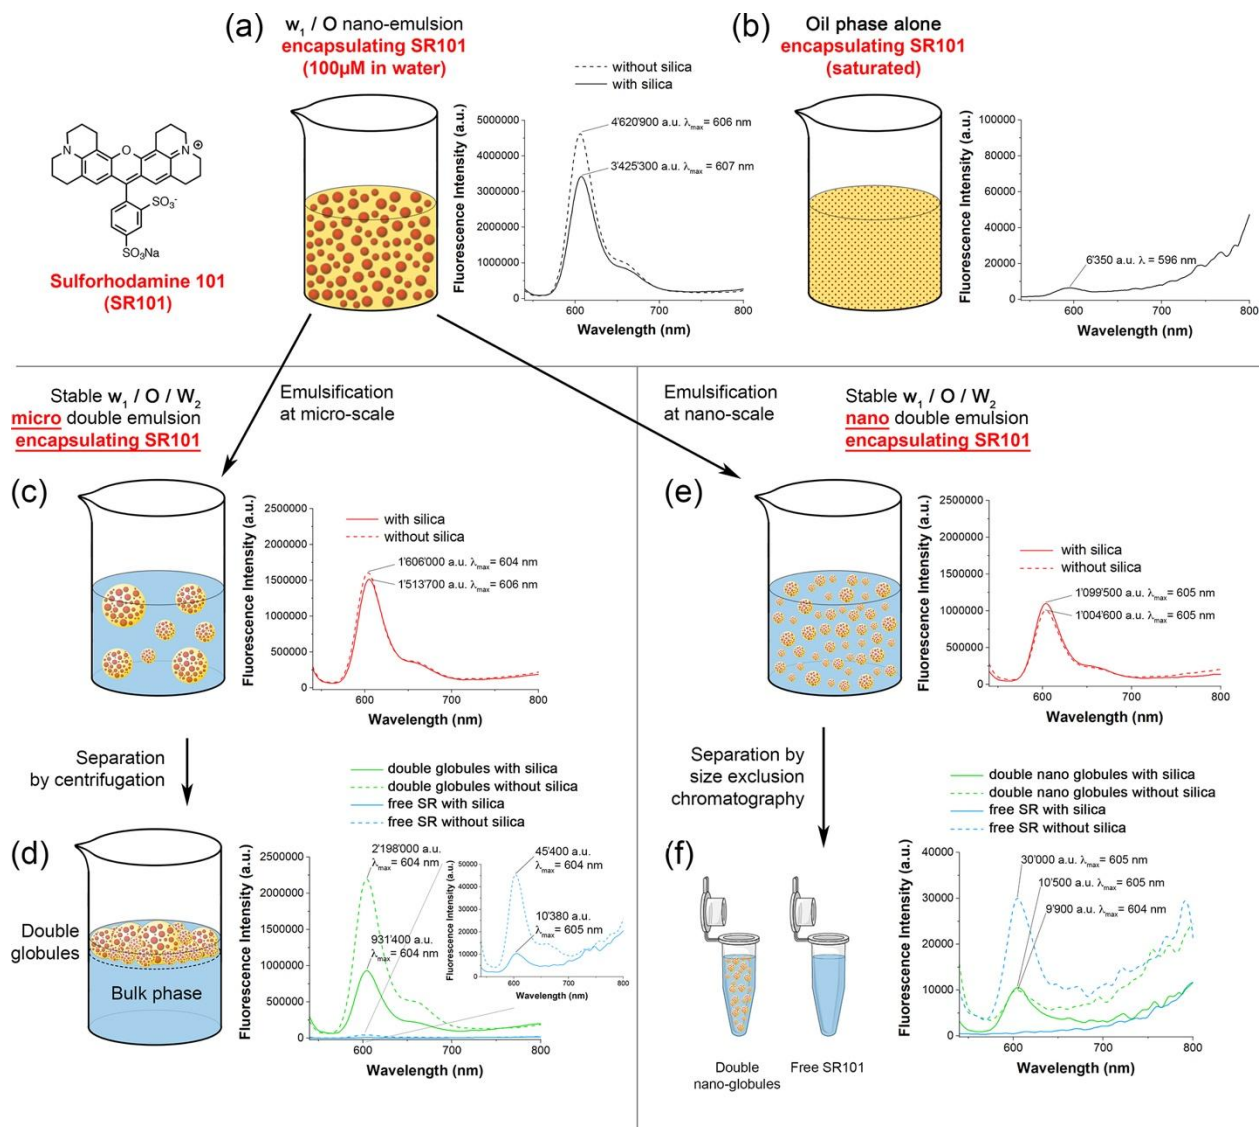 (a)
w1 / O nano-emulsion
encapsulating SR101
(100µM in water)
(b)
Oil phase alone
encapsulating SR101
(saturated)
without silica
with silica
Fluorescence Intensity (a.u.)
5000000
4000000
3000000
2000000
1000000
0
4'620'900 a.u. λmax= 606 nm
3'425'300 a.u. λmax= 607 nm
600
700
800
Wavelength (nm)
Fluorescence Intensity (a.u.)
100000
80000
60000
40000
20000
0
6'350 a.u. λ = 596 nm
600
700
800
Wavelength (nm)
O
N
N
⊕
SO3-
SO3Na
Sulforhodamine 101
(SR101)
Stable w1 / O / W2
micro double emulsion
encapsulating SR101
Emulsification
at micro-scale
Emulsification
at nano-scale
Stable w1 / O / W2
nano double emulsion
encapsulating SR101
(c)
Fluorescence Intensity (a.u.)
2500000
2000000
1500000
1000000
500000
0
with silica
without silica
1'606'000 a.u. λmax= 604 nm
1'513'700 a.u. λmax= 606 nm
600
700
800
Wavelength (nm)
(e)
Fluorescence Intensity (a.u.)
2500000
2000000
1500000
1000000
500000
0
with silica
without silica
1'099'500 a.u. λmax= 605 nm
1'004'600 a.u. λmax= 605 nm
600
700
800
Wavelength (nm)
Separation
by centrifugation
Separation by
size exclusion
chromatography
(d)
Double
globules
Bulk phase
double globules with silica
double globules without silica
free SR with silica
free SR without silica
Fluorescence Intensity (a.u.)
2500000
2000000
1500000
1000000
500000
0
2'198'000 a.u.
λmax= 604 nm
931'400 a.u.
λmax= 604 nm
600
700
800
Wavelength (nm)
Fluorescence Intensity (a.u.)
50000
40000
30000
20000
10000
0
45'400 a.u.
λmax= 604 nm
10'380 a.u.
λmax= 605 nm
600
700
800
Wavelength (nm)
(f)
Double
nano-globules
Free SR101
double nano globules with silica
double nano globules without silica
free SR with silica
free SR without silica
Fluorescence Intensity (a.u.)
40000
30000
20000
10000
0
30'000 a.u. λmax= 605 nm
10'500 a.u. λmax= 605 nm
9'900 a.u. λmax= 604 nm
600
700
800
Wavelength (nm)